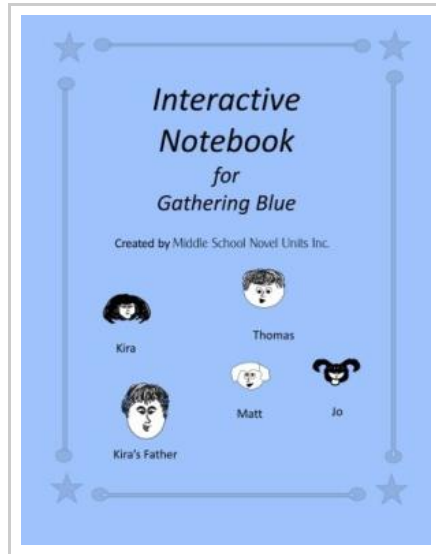 Interactive
Notebook
for
Gathering Blue
Created by Middle School Novel Units Inc.
Thomas
Kira
Matt
Jo
Kira's Father